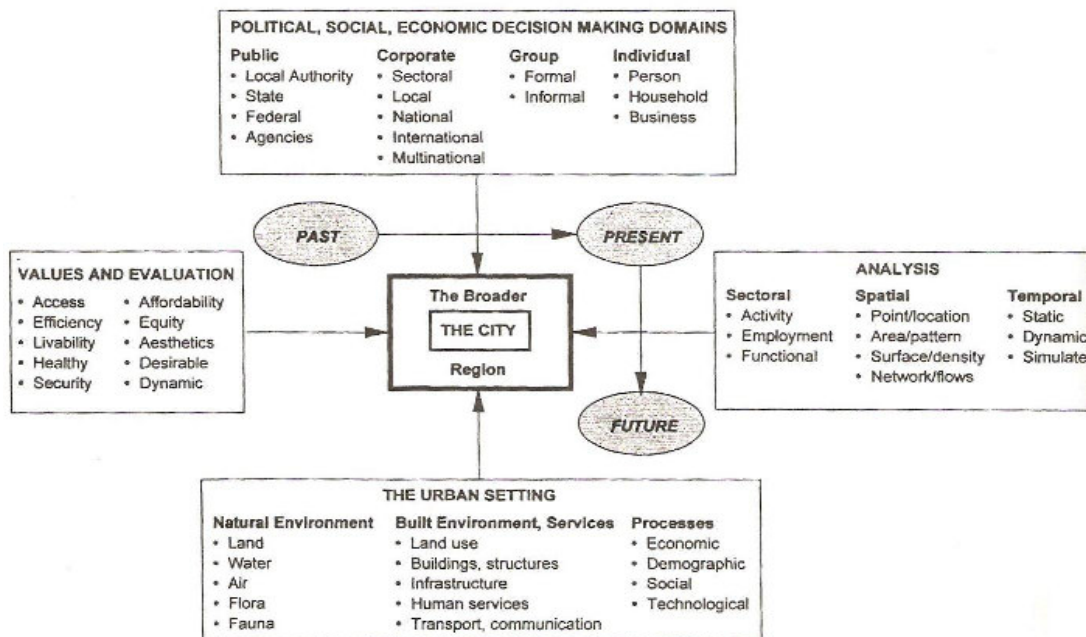 POLITICAL, SOCIAL, ECONOMIC DECISION MAKING DOMAINS
Public
• Local Authority
• State
• Federal
• Agencies
Corporate
• Sectoral
• Local
• National
• International
• Multinational
Group
• Formal
• Informal
Individual
• Person
• Household
• Business
PAST
PRESENT
VALUES AND EVALUATION
• Access
• Efficiency
• Livability
• Healthy
• Security
• Affordability
• Equity
• Aesthetics
• Desirable
• Dynamic
The Broader
THE CITY
Region
ANALYSIS
Sectoral
• Activity
• Employment
• Functional
Spatial
• Point/location
• Area/pattern
• Surface/density
• Network/flows
Temporal
• Static
• Dynamic
• Simulate
FUTURE
THE URBAN SETTING
Natural Environment
• Land
• Water
• Air
• Flora
• Fauna
Built Environment, Services
• Land use
• Buildings, structures
• Infrastructure
• Human services
• Transport, communication
Processes
• Economic
• Demographic
• Social
• Technological